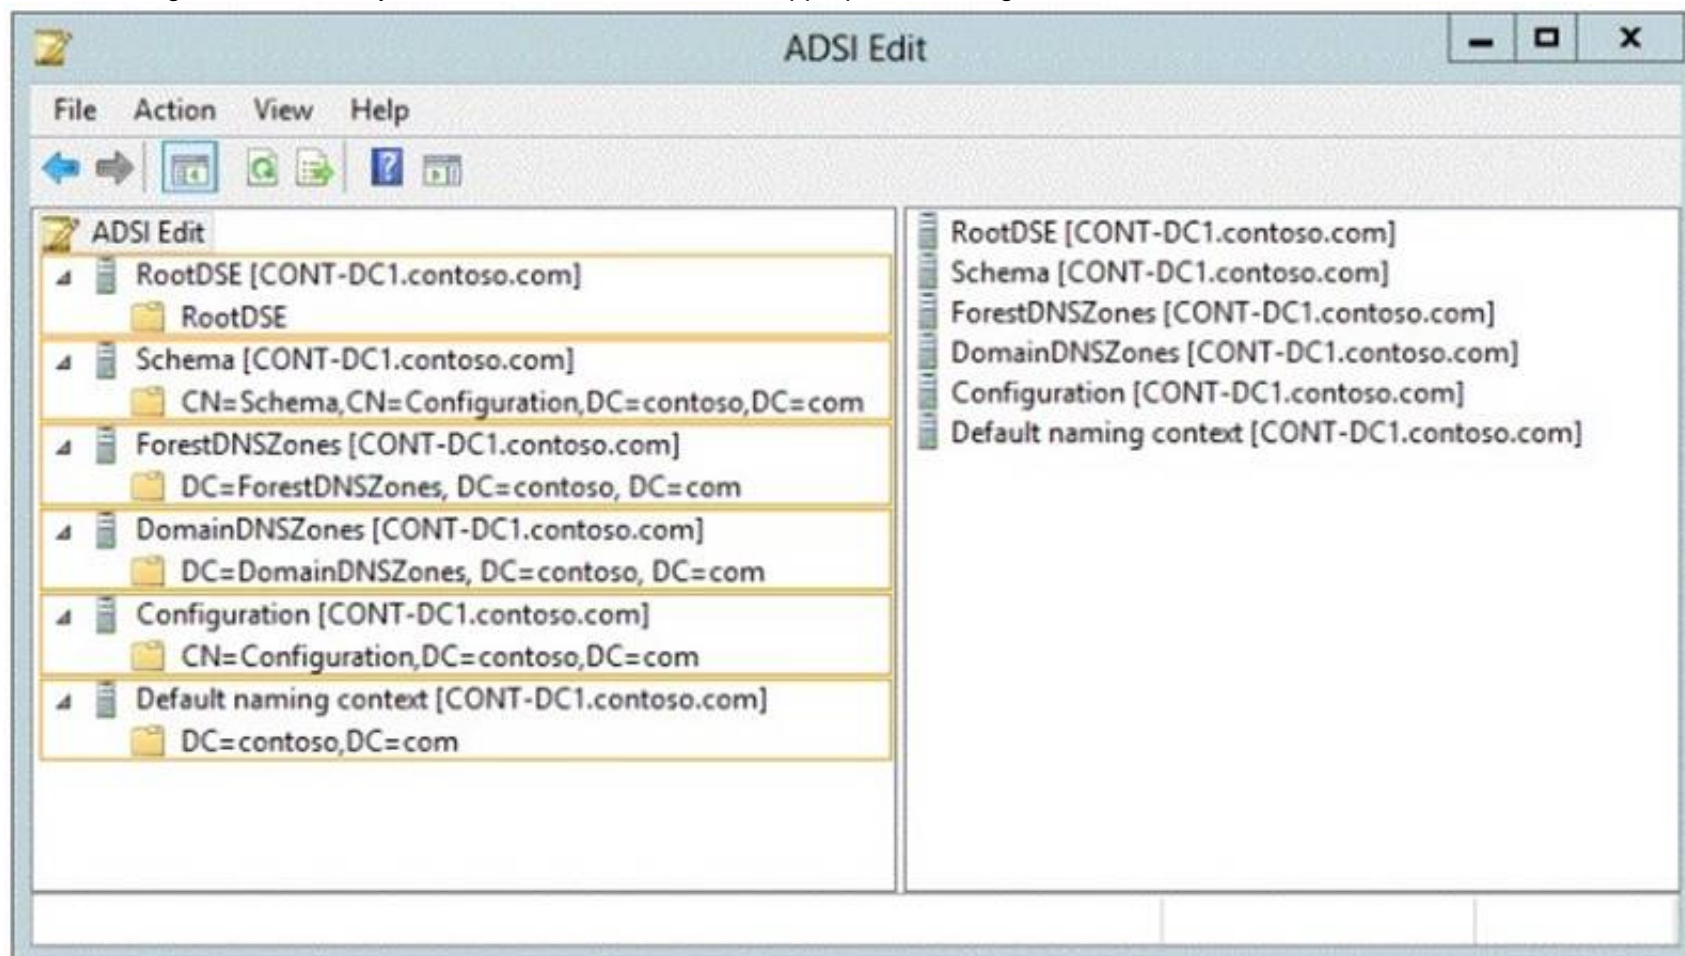 ADSI Edit
File Action View Help
ADSI Edit
RootDSE [CONT-DC1.contoso.com]
RootDSE
Schema [CONT-DC1.contoso.com]
CN=Schema,CN=Configuration,DC=contoso,DC=com
ForestDNSZones [CONT-DC1.contoso.com]
DC=ForestDNSZones, DC=contoso, DC=com
DomainDNSZones [CONT-DC1.contoso.com]
DC=DomainDNSZones, DC=contoso, DC=com
Configuration [CONT-DC1.contoso.com]
CN=Configuration,DC=contoso,DC=com
Default naming context [CONT-DC1.contoso.com]
DC=contoso,DC=com
RootDSE [CONT-DC1.contoso.com]
Schema [CONT-DC1.contoso.com]
ForestDNSZones [CONT-DC1.contoso.com]
DomainDNSZones [CONT-DC1.contoso.com]
Configuration [CONT-DC1.contoso.com]
Default naming context [CONT-DC1.contoso.com]